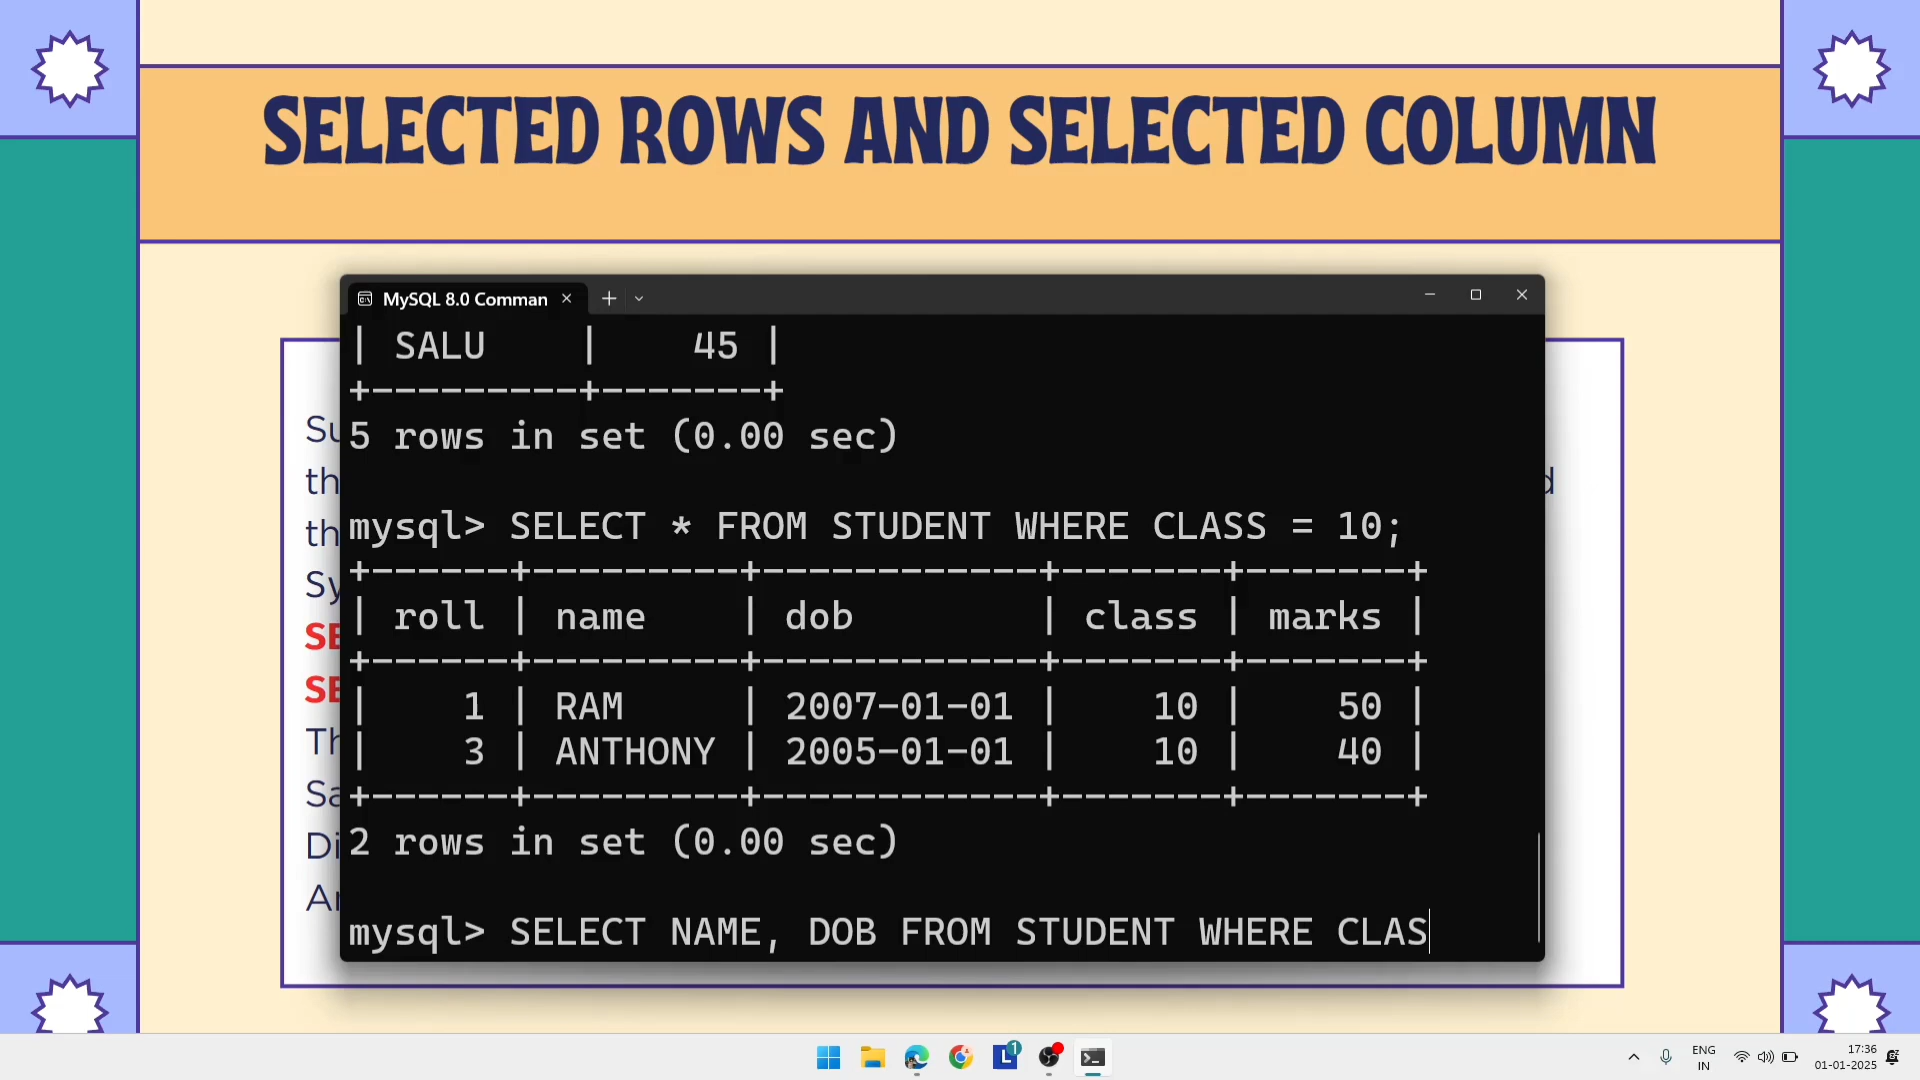 SELECTED ROWS AND SELECTED COLUMN
MySQL 8.0 Comman
| SALU | 45 |
+---------+-------+
5 rows in set (0.00 sec)
mysql> SELECT * FROM STUDENT WHERE CLASS = 10;
+------+---------+------------+-------+-------+
| roll | name | dob | class | marks |
+------+---------+------------+-------+-------+
| 1 | RAM | 2007-01-01 | 10 | 50 |
| 3 | ANTHONY | 2005-01-01 | 10 | 40 |
+------+---------+------------+-------+-------+
2 rows in set (0.00 sec)
mysql> SELECT NAME, DOB FROM STUDENT WHERE CLAS
ENG
IN
17:36
01-01-2025